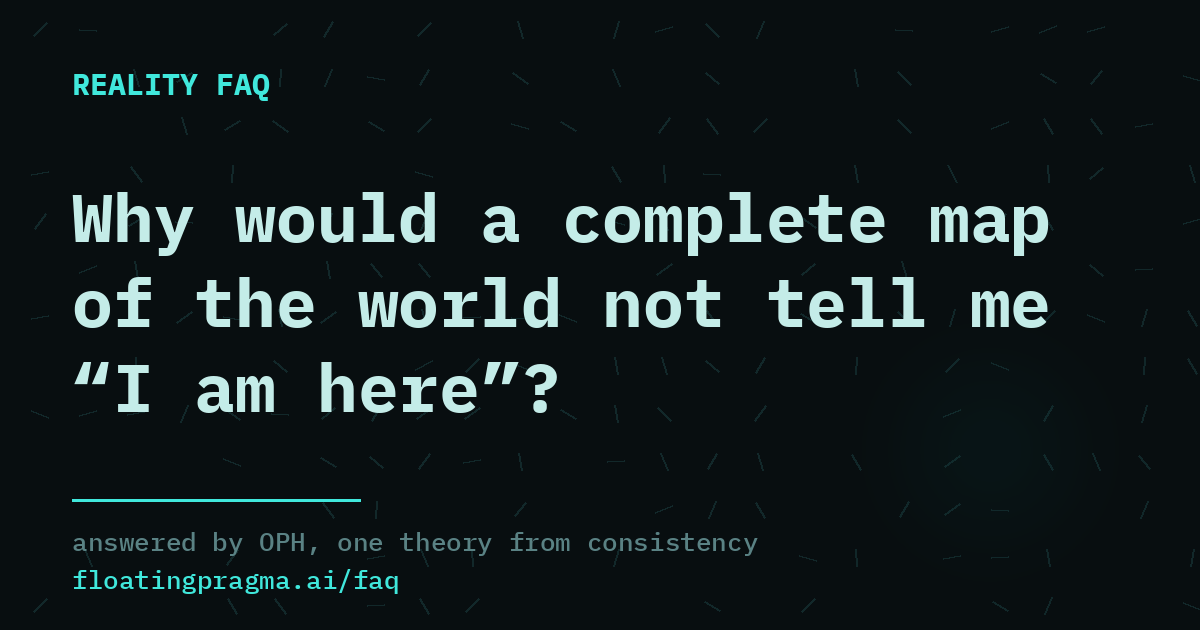 REALITY FAQ
Why would a complete map
of the world not tell me
“I am here”?
answered by OPH, one theory from consistency
floatingpragma.ai/faq